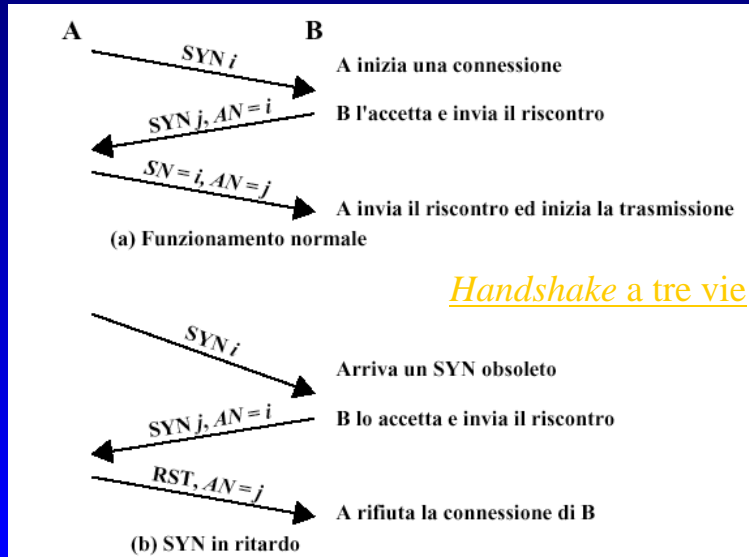 A B
SYN i
A inizia una connessione
SYN j, AN = i
B l'accetta e invia il riscontro
SN = i, AN = j
A invia il riscontro ed inizia la trasmissione
(a) Funzionamento normale
Handshake a tre vie
SYN i
Arriva un SYN obsoleto
SYN j, AN = i
B lo accetta e invia il riscontro
RST, AN = j
A rifiuta la connessione di B
(b) SYN in ritardo